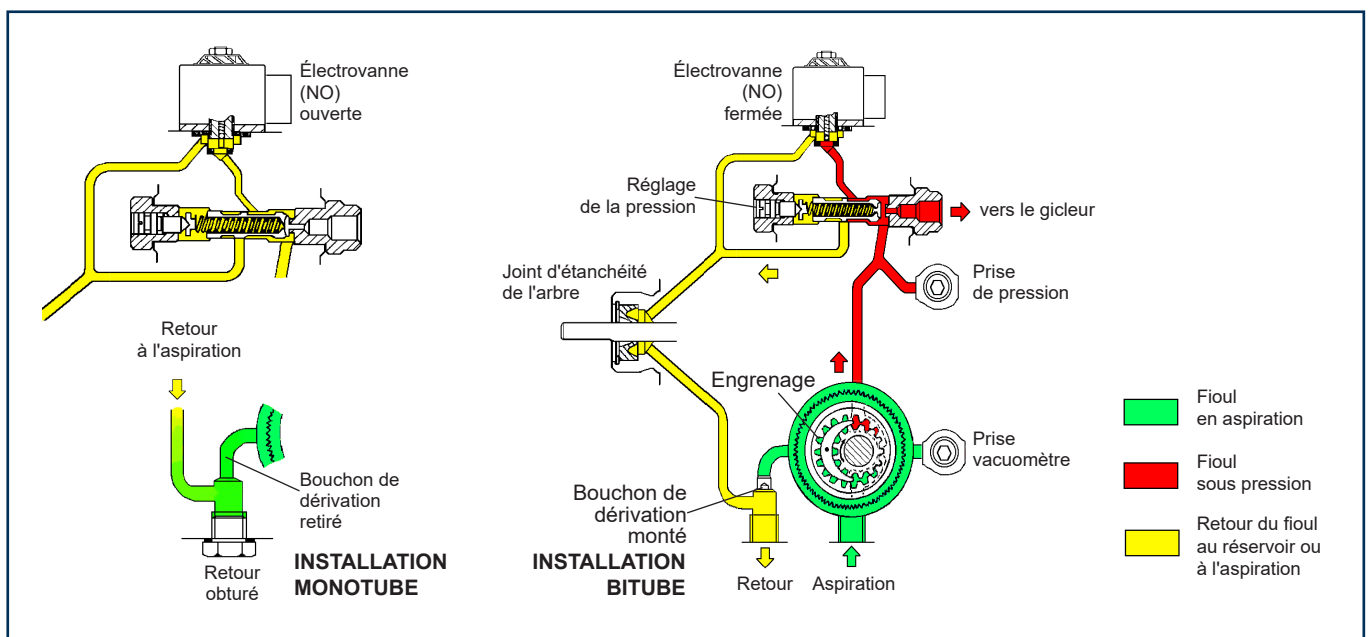 Électrovanne
(NO)
ouverte
Retour
à l'aspiration
Bouchon de
dérivation
retiré
Retour
obturé
INSTALLATION
MONOTUBE
Électrovanne
(NO)
fermée
Réglage
de la pression
vers le gicleur
Joint d'étanchéité
de l'arbre
Prise
de pression
Engrenage
Prise
vacuomètre
Bouchon de
dérivation
monté
INSTALLATION
BITUBE
Retour
Aspiration
Fioul
en aspiration
Fioul
sous pression
Retour du fioul
au réservoir ou
à l'aspiration